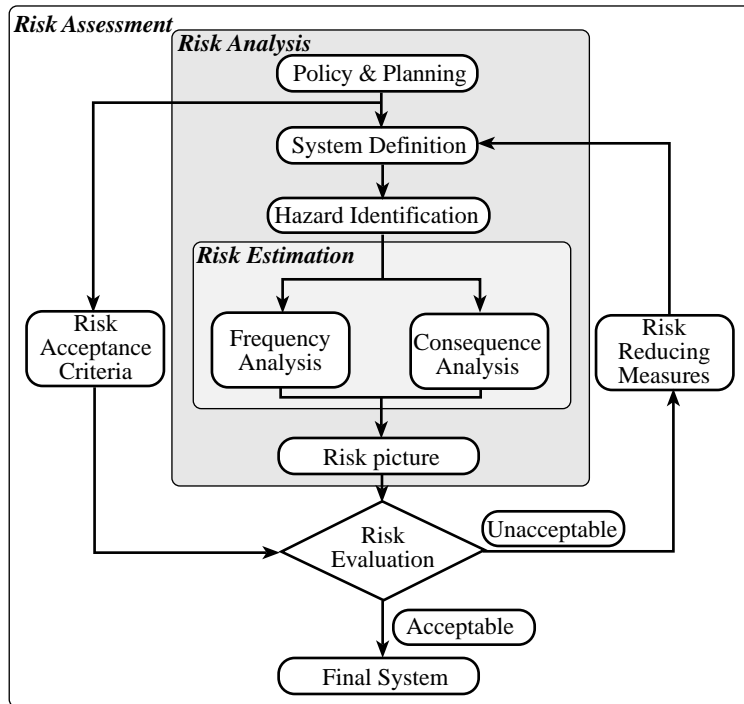 Risk Assessment
Risk Analysis
Policy & Planning
System Definition
Hazard Identification
Risk Estimation
Frequency
Analysis
Consequence
Analysis
Risk
Acceptance
Criteria
Risk
Reducing
Measures
Risk picture
Risk
Evaluation
Unacceptable
Acceptable
Final System